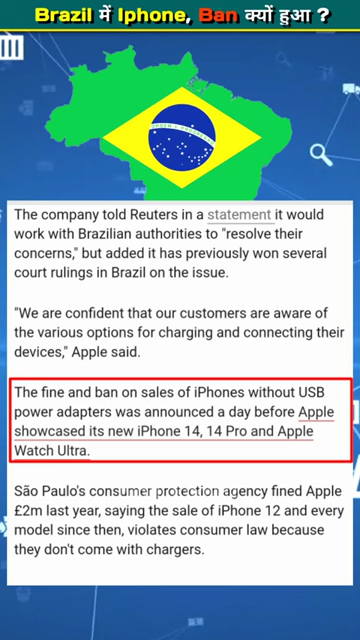 Brazil में Iphone, Ban क्यों हुआ ?
The company told Reuters in a statement it would
work with Brazilian authorities to "resolve their
concerns," but added it has previously won several
court rulings in Brazil on the issue.
"We are confident that our customers are aware of
the various options for charging and connecting their
devices," Apple said.
The fine and ban on sales of iPhones without USB
power adapters was announced a day before Apple
showcased its new iPhone 14, 14 Pro and Apple
Watch Ultra.
São Paulo's consumer protection agency fined Apple
£2m last year, saying the sale of iPhone 12 and every
model since then, violates consumer law because
they don't come with chargers.